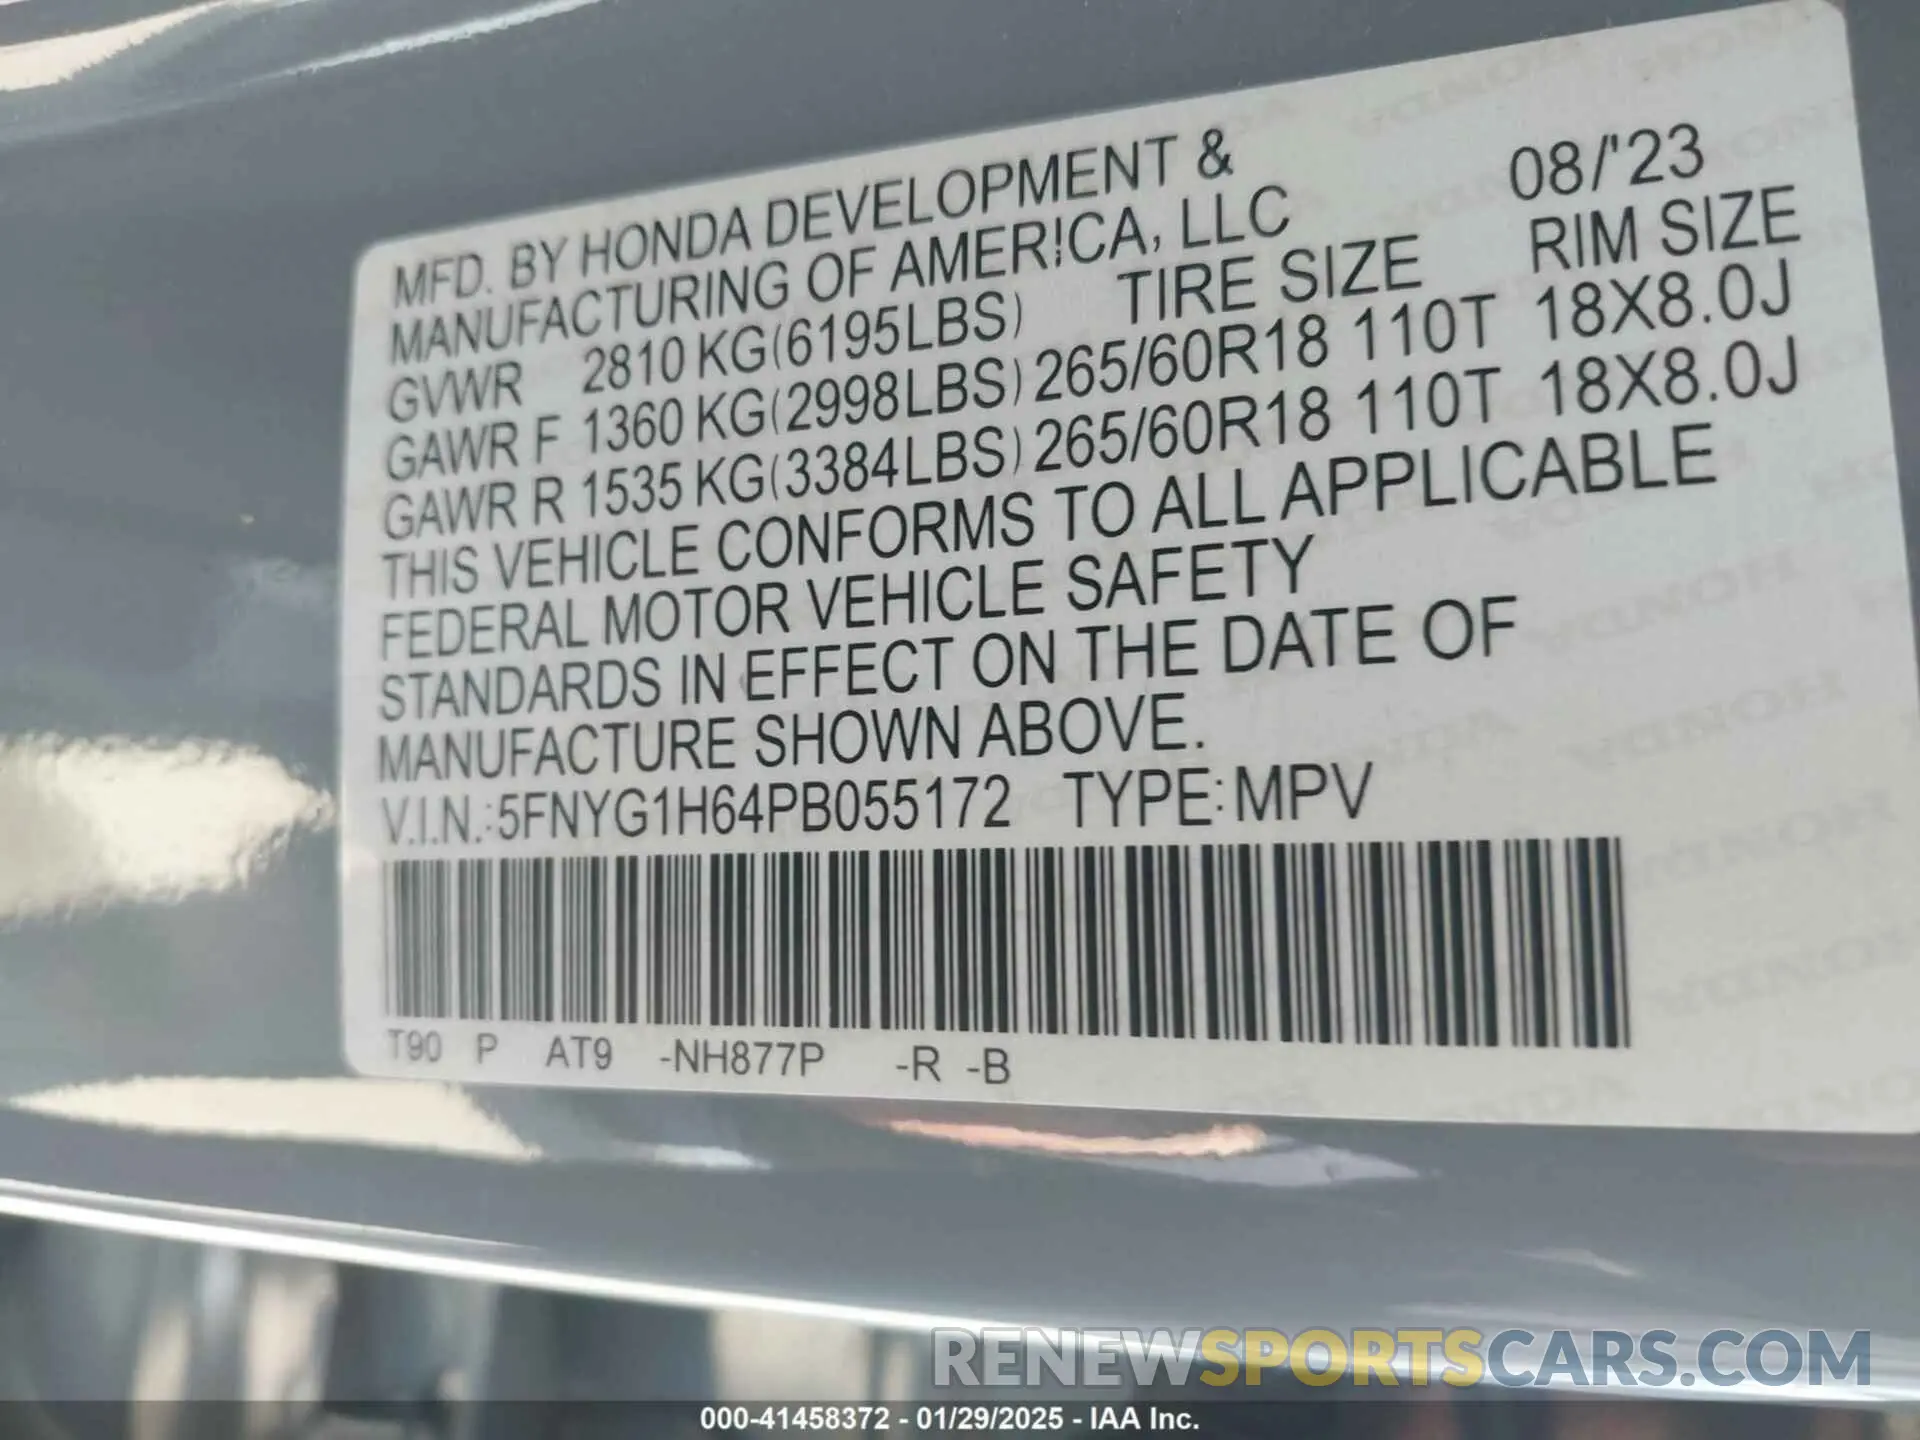 MFD. BY HONDA DEVELOPMENT & 08/'23
MANUFACTURING OF AMERICA, LLC
TIRE SIZE RIM SIZE
GVWR 2810 KG(6195LBS)
GAWR F 1360 KG(2998LBS) 265/60R18 110T 18X8.0J
GAWR R 1535 KG(3384LBS) 265/60R18 110T 18X8.0J
THIS VEHICLE CONFORMS TO ALL APPLICABLE
FEDERAL MOTOR VEHICLE SAFETY
STANDARDS IN EFFECT ON THE DATE OF
MANUFACTURE SHOWN ABOVE.
V.I.N.:5FNYG1H64PB055172 TYPE:MPV
T90 P AT9 -NH877P -R -B
RENEWSPORTSCARS.COM
000-41458372 - 01/29/2025 - IAA Inc.